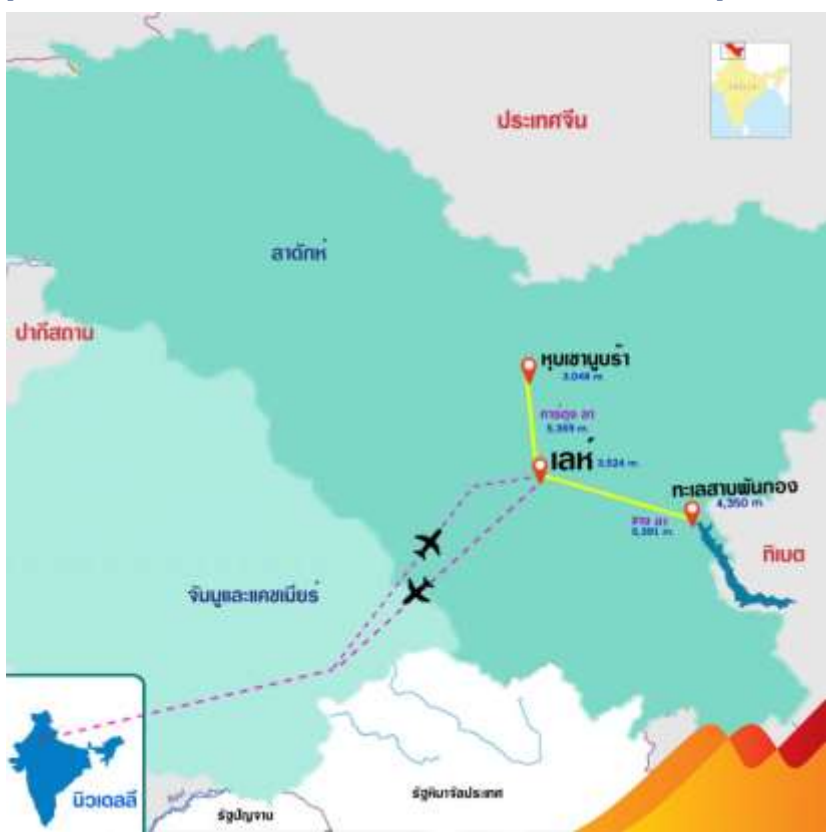 ประเทศจีน
ลาดักห์
ปากีสถาน
หุบเขานูบร้า
3,048 m
คาร์ดุง ลา
5,359 m.
เลห์ 3,524 m
ทะเลสาบพันกอง
4,350 m
ชาง ลา
5,391 m.
ทิเบต
จัมมูและแคชเมียร์
นิวเดลลี
รัฐปัญจาบ
รัฐหิมาจัลประเทศ